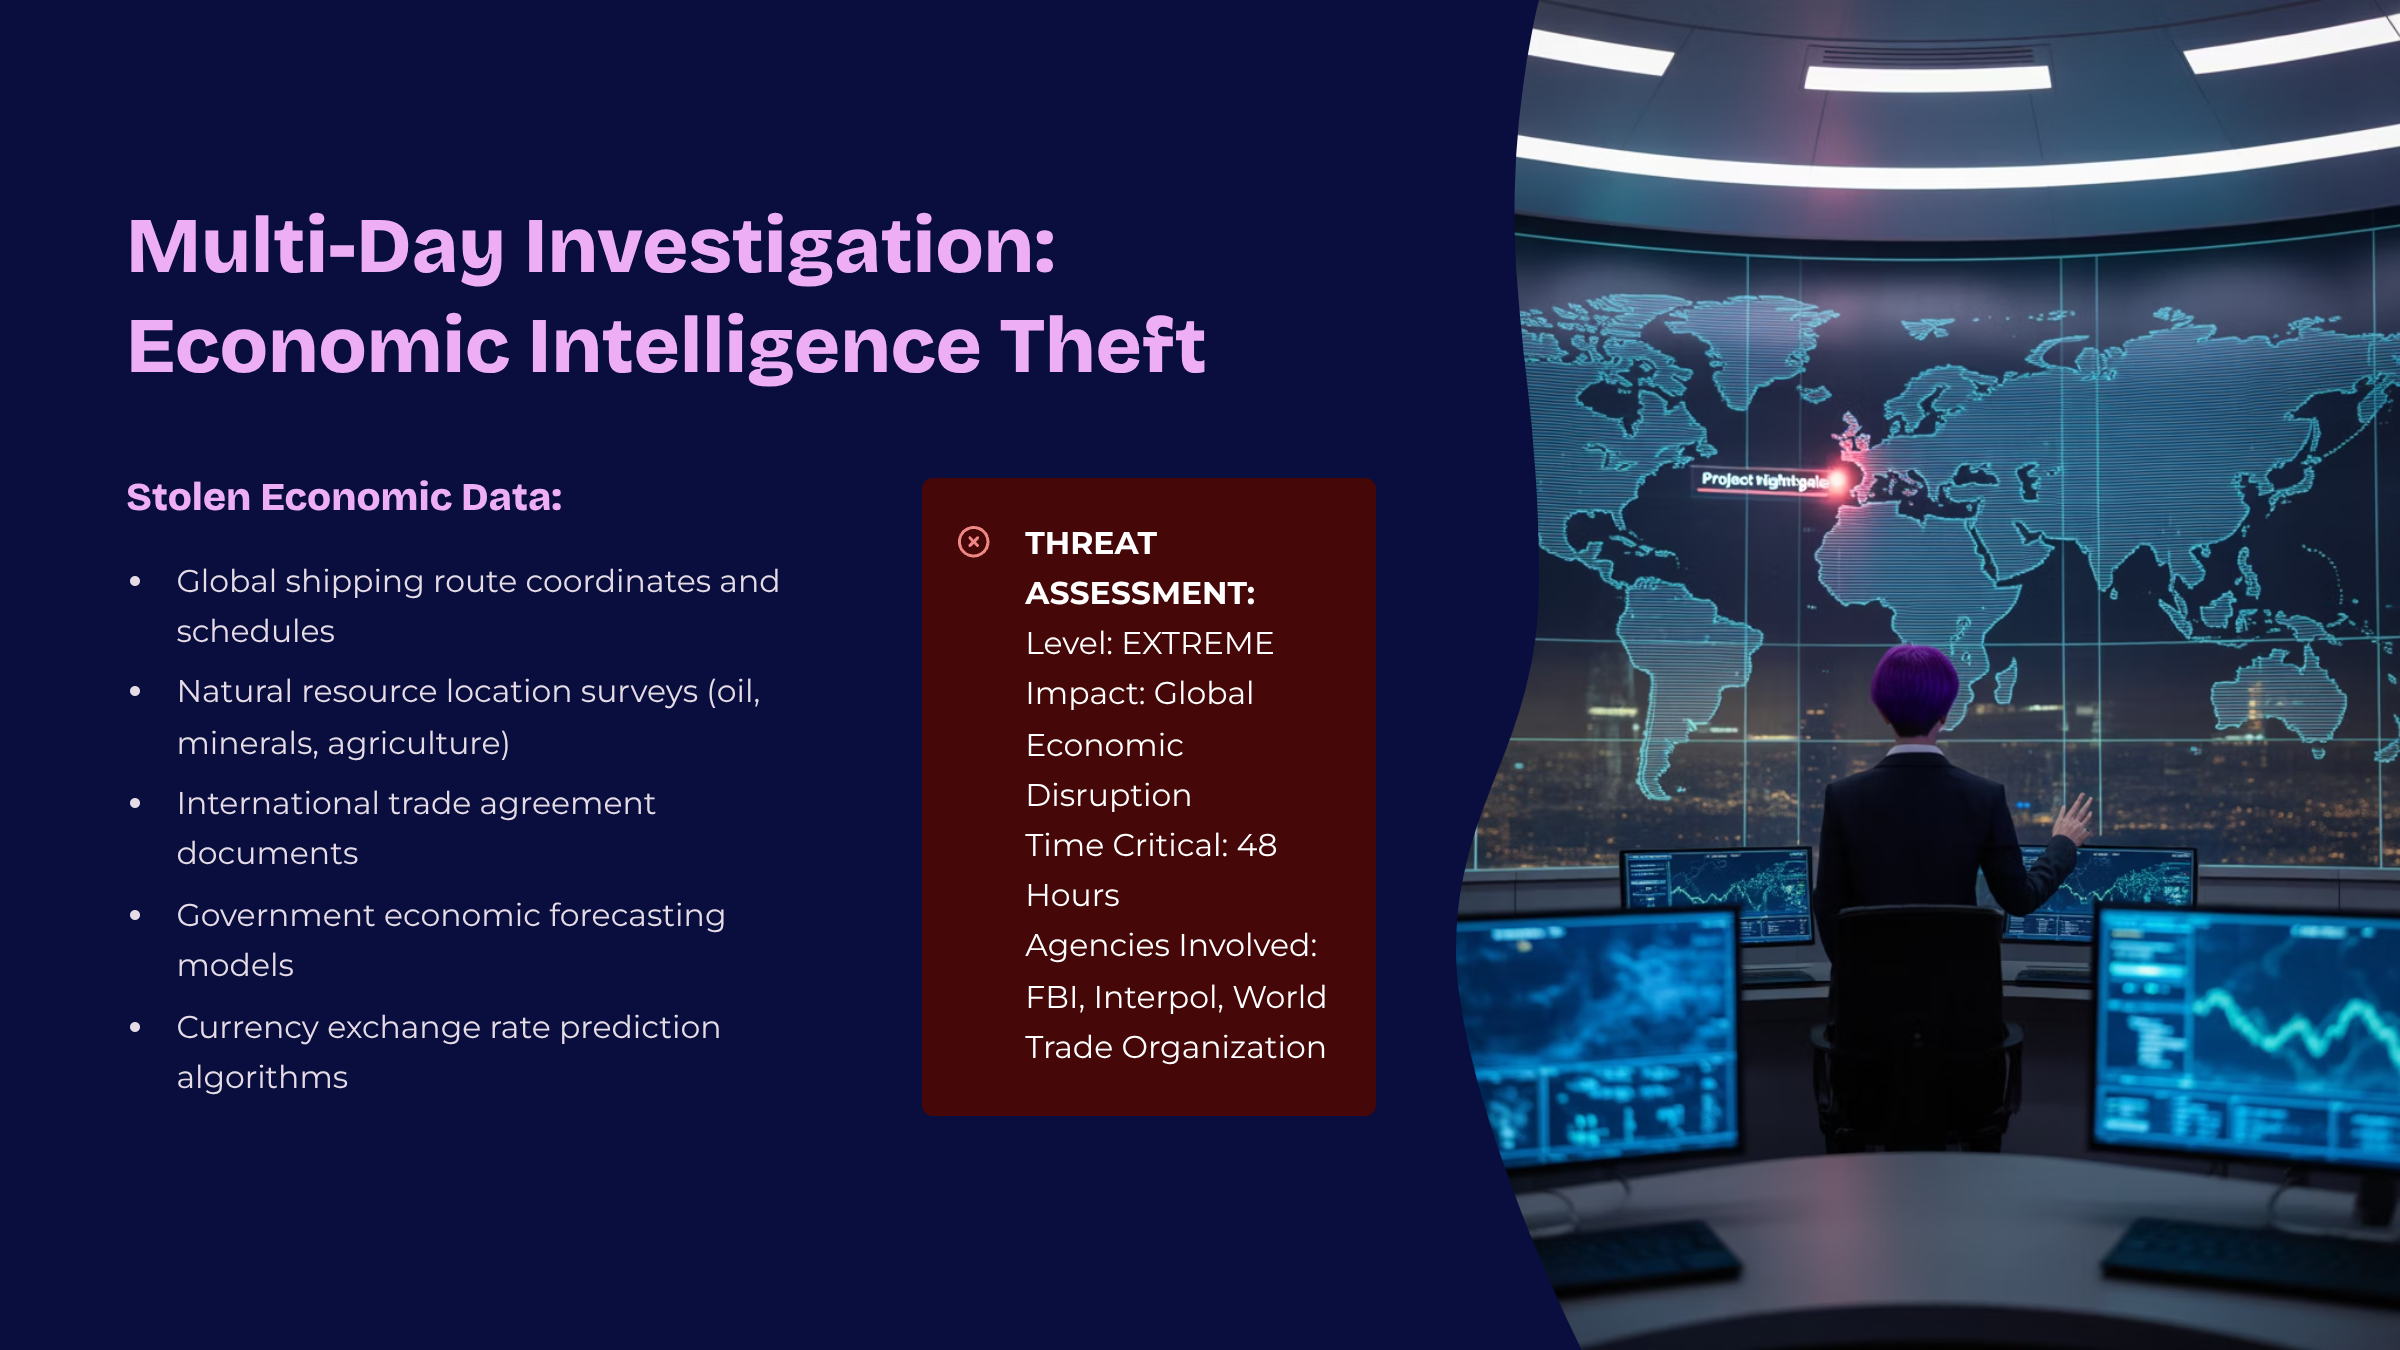 Multi-Day Investigation:
Economic Intelligence Theft
Stolen Economic Data:
• Global shipping route coordinates and
schedules
• Natural resource location surveys (oil,
minerals, agriculture)
• International trade agreement
documents
• Government economic forecasting
models
• Currency exchange rate prediction
algorithms
THREAT
ASSESSMENT:
Level: EXTREME
Impact: Global
Economic
Disruption
Time Critical: 48
Hours
Agencies Involved:
FBI, Interpol, World
Trade Organization
Project